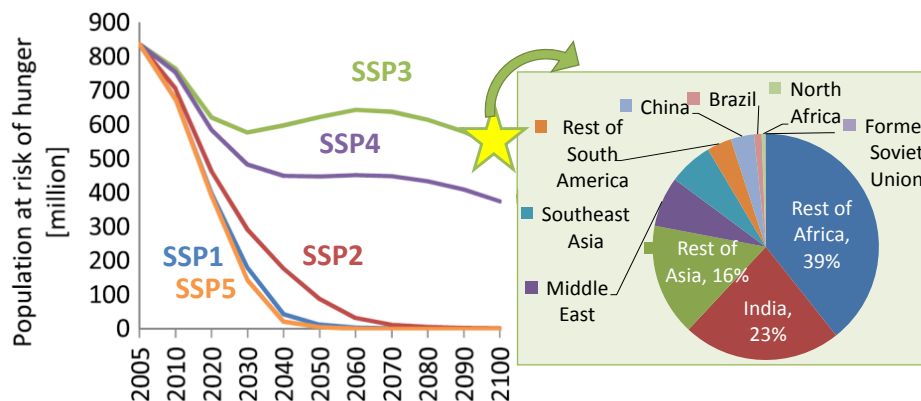 Population at risk of hunger
[million]
900
800
700
600
500
400
300
200
100
0
2005
2010
2020
2030
2040
2050
2060
2070
2080
2090
2100
SSP3
SSP4
SSP1
SSP5
SSP2
China
Brazil
North
Africa
Rest of
South
America
Forme
Soviet
Union
Southeast
Asia
Middle
East
Rest of
Asia, 16%
Rest of
Africa,
39%
India,
23%